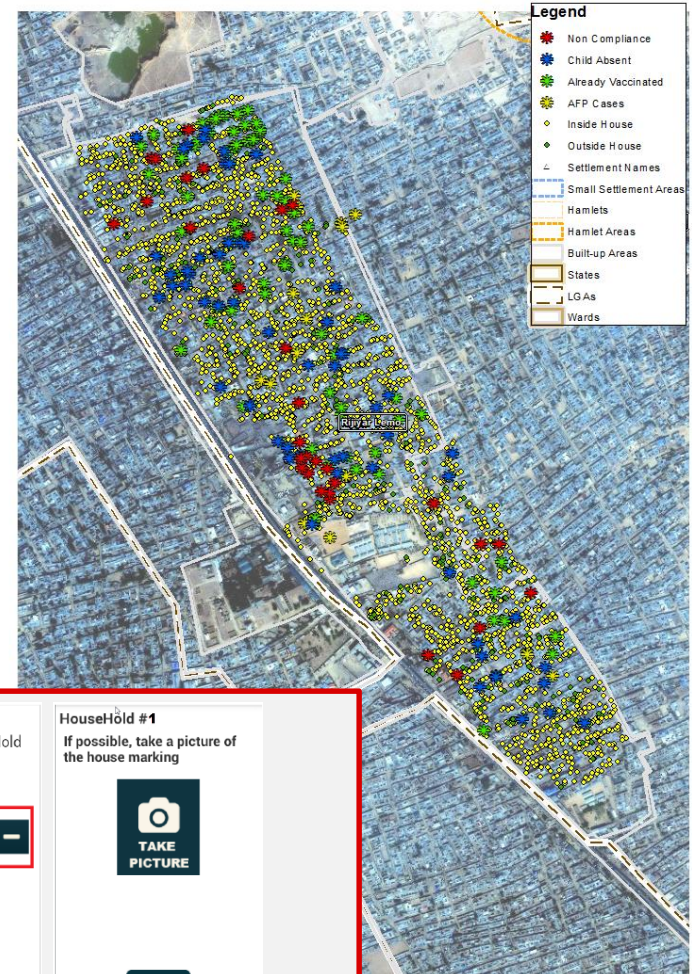 Legend
Non Compliance
Child Absent
Already Vaccinated
AFP Cases
Inside House
Outside House
Settlement Names
Small Settlement Areas
Hamlets
Hamlet Areas
Built-up Areas
States
LGAs
Wards
Rijiyar Lemo
old
HouseHold #1
If possible, take a picture of
the house marking
TAKE
PICTURE